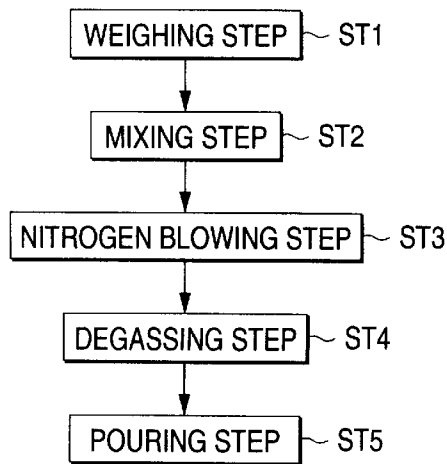 WEIGHING STEP ST1
MIXING STEP ST2
NITROGEN BLOWING STEP ST3
DEGASSING STEP ST4
POURING STEP ST5